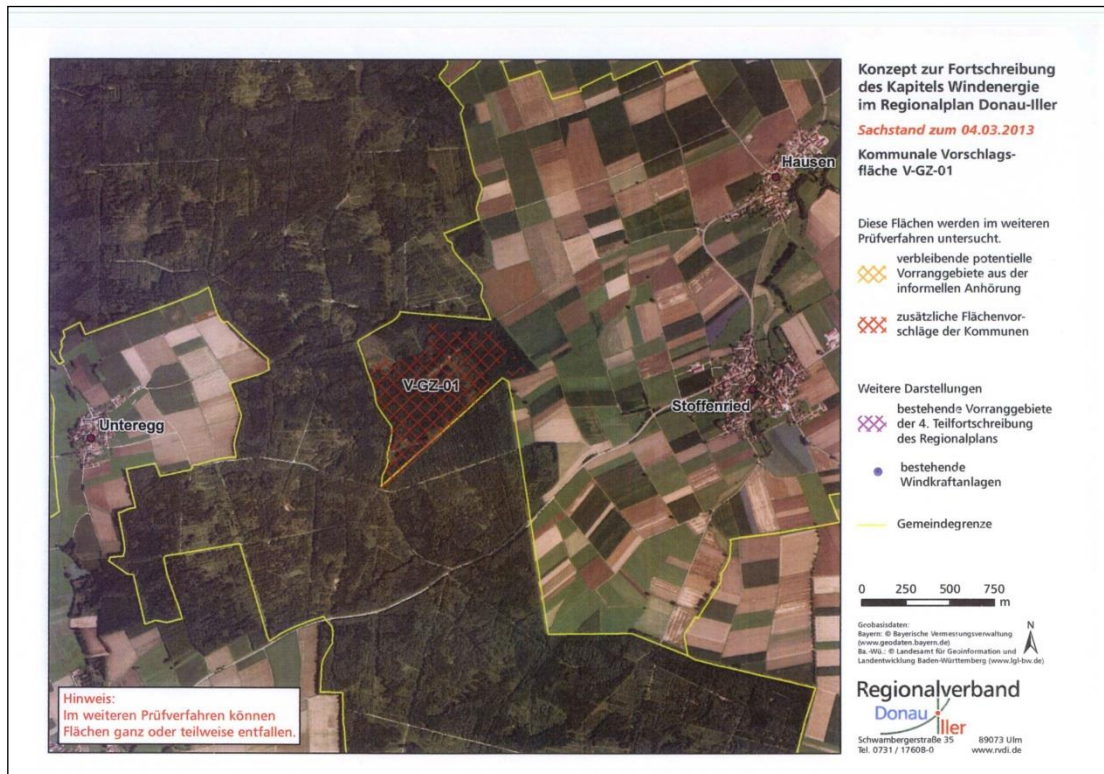 Konzept zur Fortschreibung
des Kapitels Windenergie
im Regionalplan Donau-Iller
Sachstand zum 04.03.2013
Kommunale Vorschlags-
fläche V-GZ-01
Diese Flächen werden im weiteren
Prüfverfahren untersucht.
verbleibende potentielle
Vorranggebiete aus der
informellen Anhörung
zusätzliche Flächenvor-
schläge der Kommunen
Weitere Darstellungen
bestehende Vorranggebiete
der 4. Teilfortschreibung
des Regionalplans
bestehende
Windkraftanlagen
Gemeindegrenze
0 250 500 750
m
Geobasisdaten:
Bayern: © Bayerische Vermessungsverwaltung
(www.geodaten.bayern.de)
Ba.-Wü.: © Landesamt für Geoinformation und
Landentwicklung Baden-Württemberg (www.lgl-bw.de)
N
Regionalverband
Donau
Iller
Schwambergerstraße 35 89073 Ulm
Tel. 0731 / 17608-0 www.rvdi.de
Hausen
V-GZ-01
Stoffenried
Unteregg
Hinweis:
Im weiteren Prüfverfahren können
Flächen ganz oder teilweise entfallen.